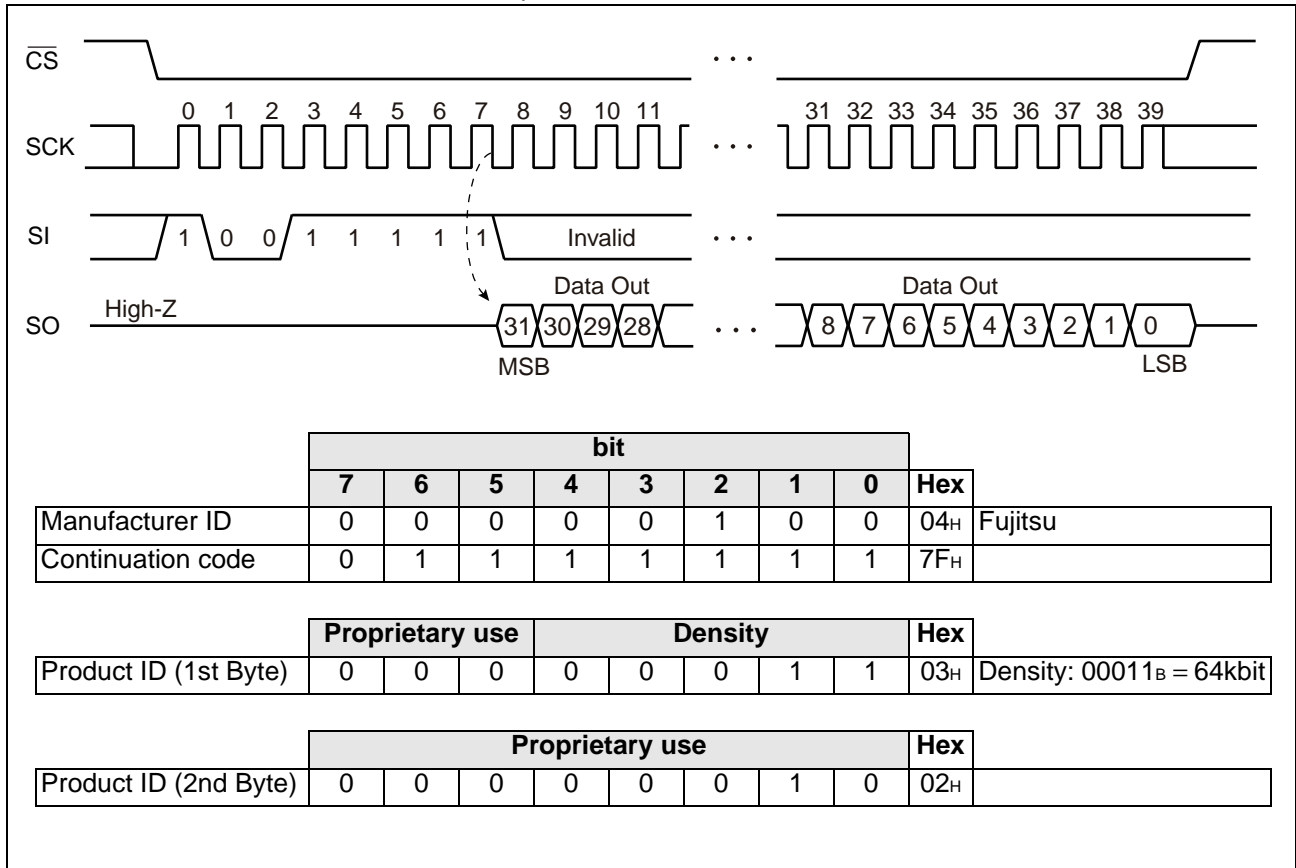 CS
0 1 2 3 4 5 6 7 8 9 10 11 31 32 33 34 35 36 37 38 39
SCK
SI 1 0 0 1 1 1 1 1 Invalid
Data Out Data Out
High-Z
SO 31 30 29 28 8 7 6 5 4 3 2 1 0
MSB LSB
bit
7 6 5 4 3 2 1 0 Hex
Manufacturer ID 0 0 0 0 0 1 0 0 04H Fujitsu
Continuation code 0 1 1 1 1 1 1 1 7FH
Proprietary use Density Hex
Product ID (1st Byte) 0 0 0 0 0 0 1 1 03H Density: 00011B = 64kbit
Proprietary use Hex
Product ID (2nd Byte) 0 0 0 0 0 0 1 0 02H